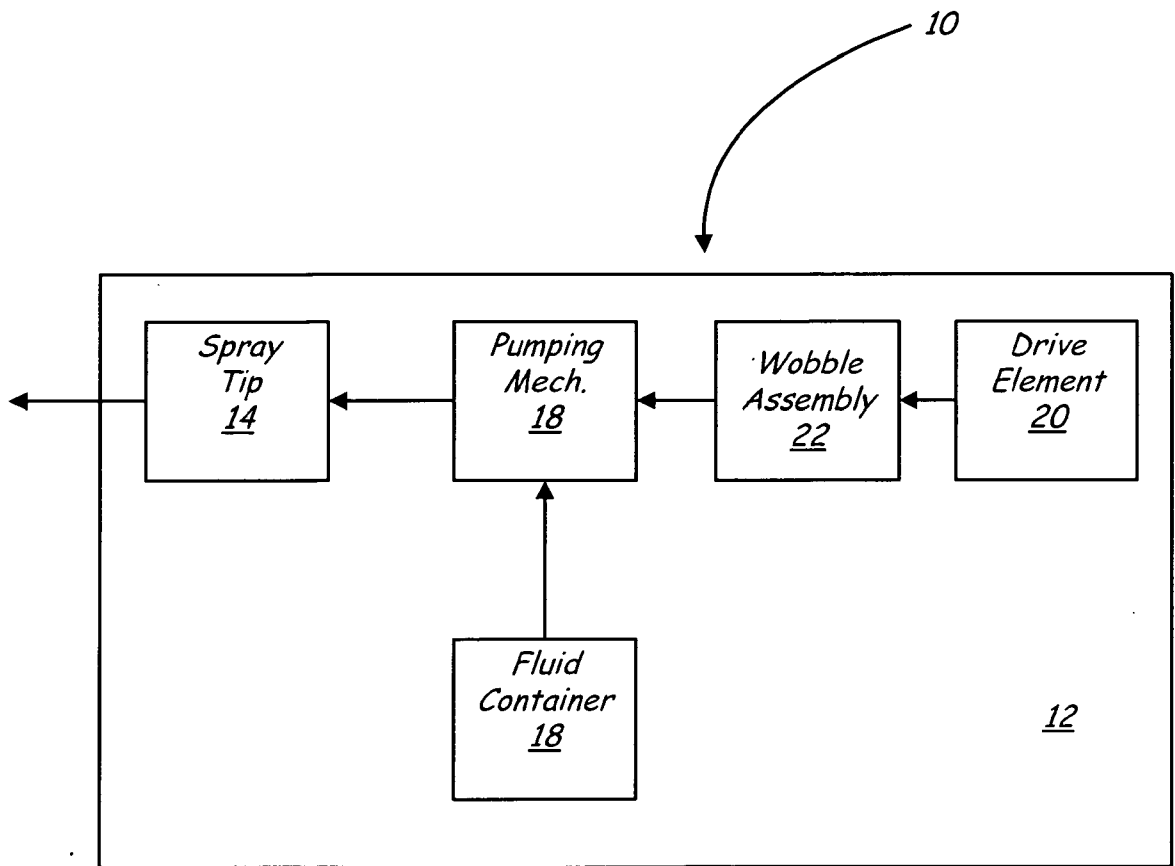 10
Spray
Tip
14
Pumping
Mech.
18
Wobble
Assembly
22
Drive
Element
20
Fluid
Container
18
12